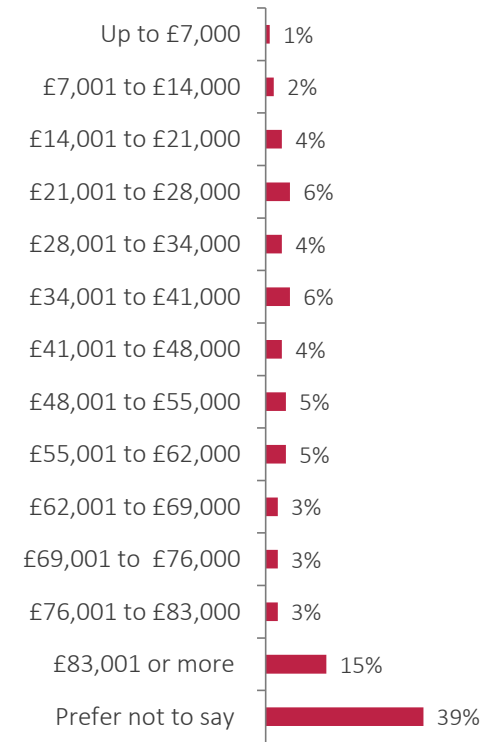 Up to £7,000 1%
£7,001 to £14,000 2%
£14,001 to £21,000 4%
£21,001 to £28,000 6%
£28,001 to £34,000 4%
£34,001 to £41,000 6%
£41,001 to £48,000 4%
£48,001 to £55,000 5%
£55,001 to £62,000 5%
£62,001 to £69,000 3%
£69,001 to  £76,000 3%
£76,001 to £83,000 3%
£83,001 or more 15%
Prefer not to say 39%